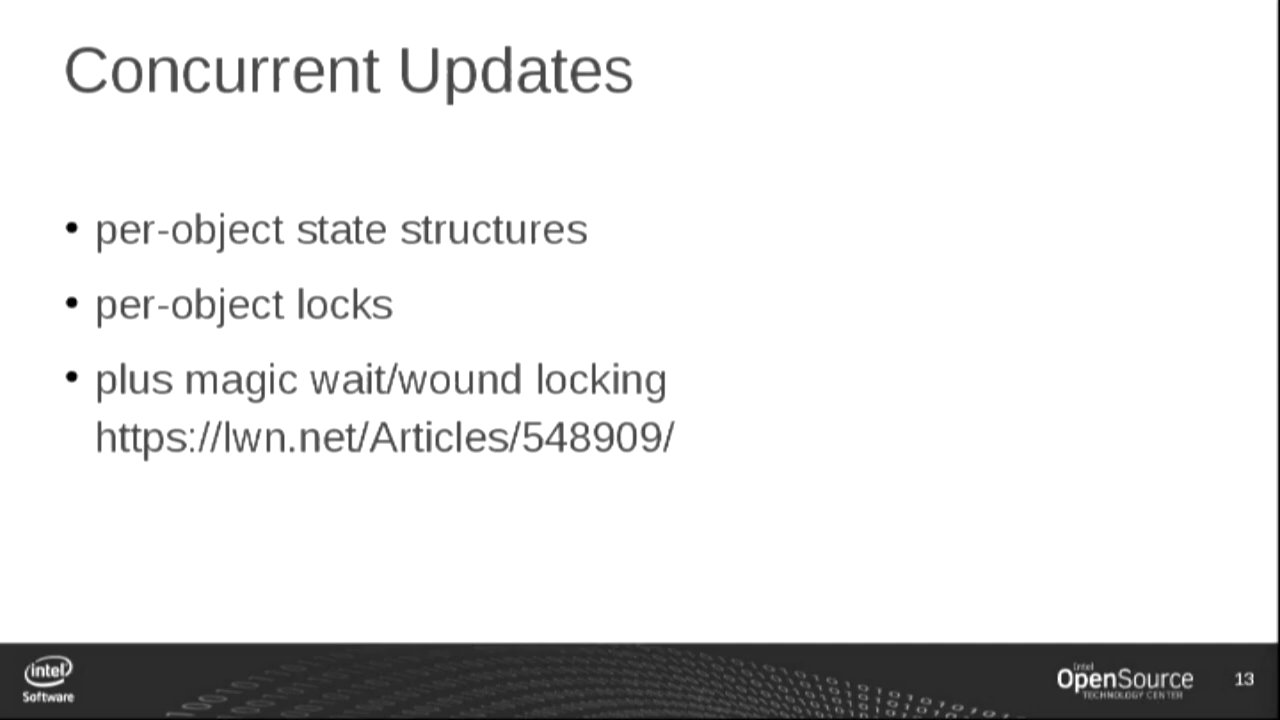 Concurrent Updates
• per-object state structures
• per-object locks
• plus magic wait/wound locking
https://lwn.net/Articles/548909/
intel
Software
Intel
OpenSource
TECHNOLOGY CENTER
13